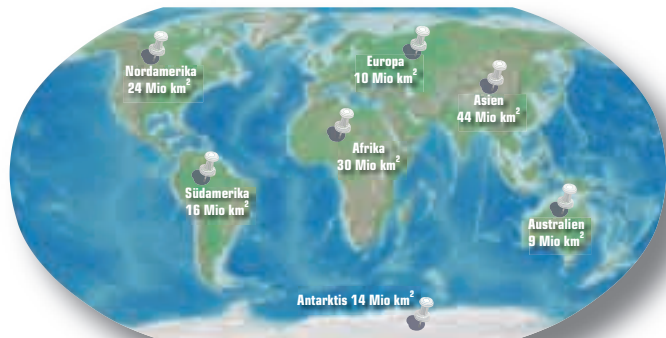 Nordamerika
24 Mio km²
Europa
10 Mio km²
Asien
44 Mio km²
Afrika
30 Mio km²
Südamerika
16 Mio km²
Australien
9 Mio km²
Antarktis 14 Mio km²